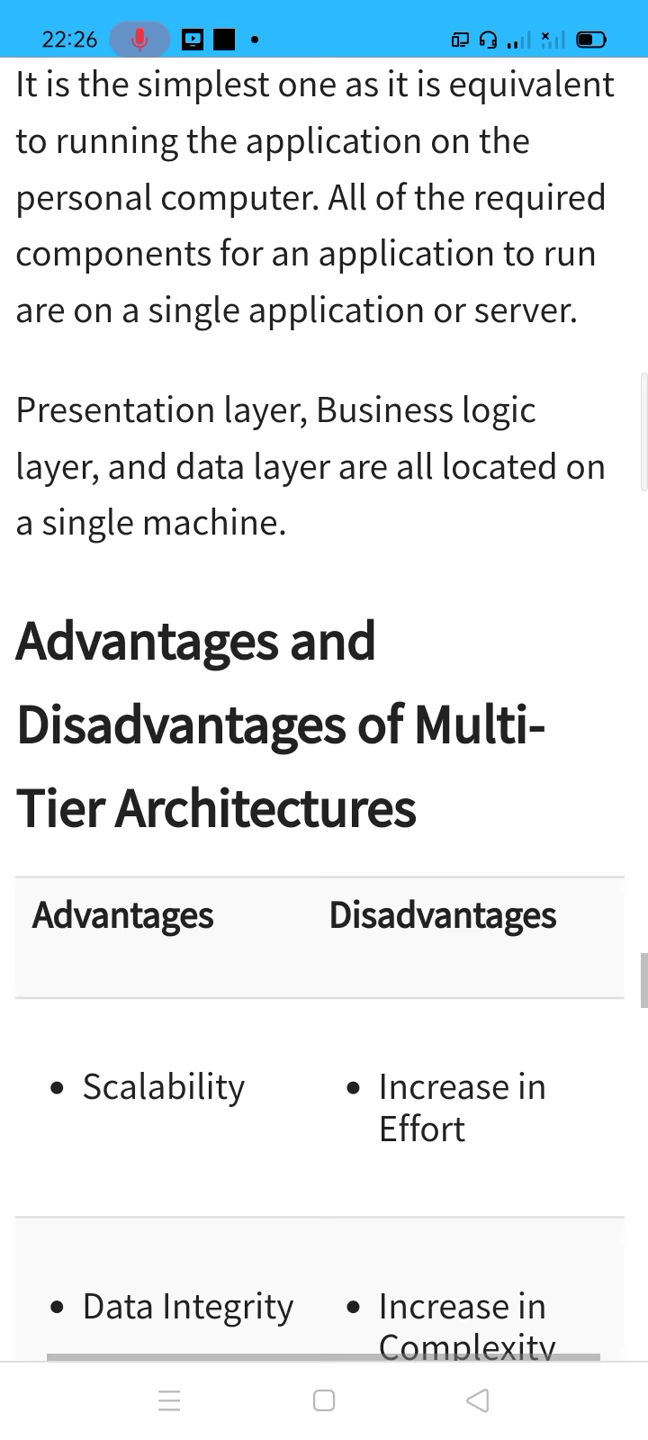 22:26
It is the simplest one as it is equivalent
to running the application on the
personal computer. All of the required
components for an application to run
are on a single application or server.
Presentation layer, Business logic
layer, and data layer are all located on
a single machine.
Advantages and
Disadvantages of Multi-
Tier Architectures
Advantages Disadvantages
• Scalability • Increase in
Effort
• Data Integrity • Increase in
Complexity